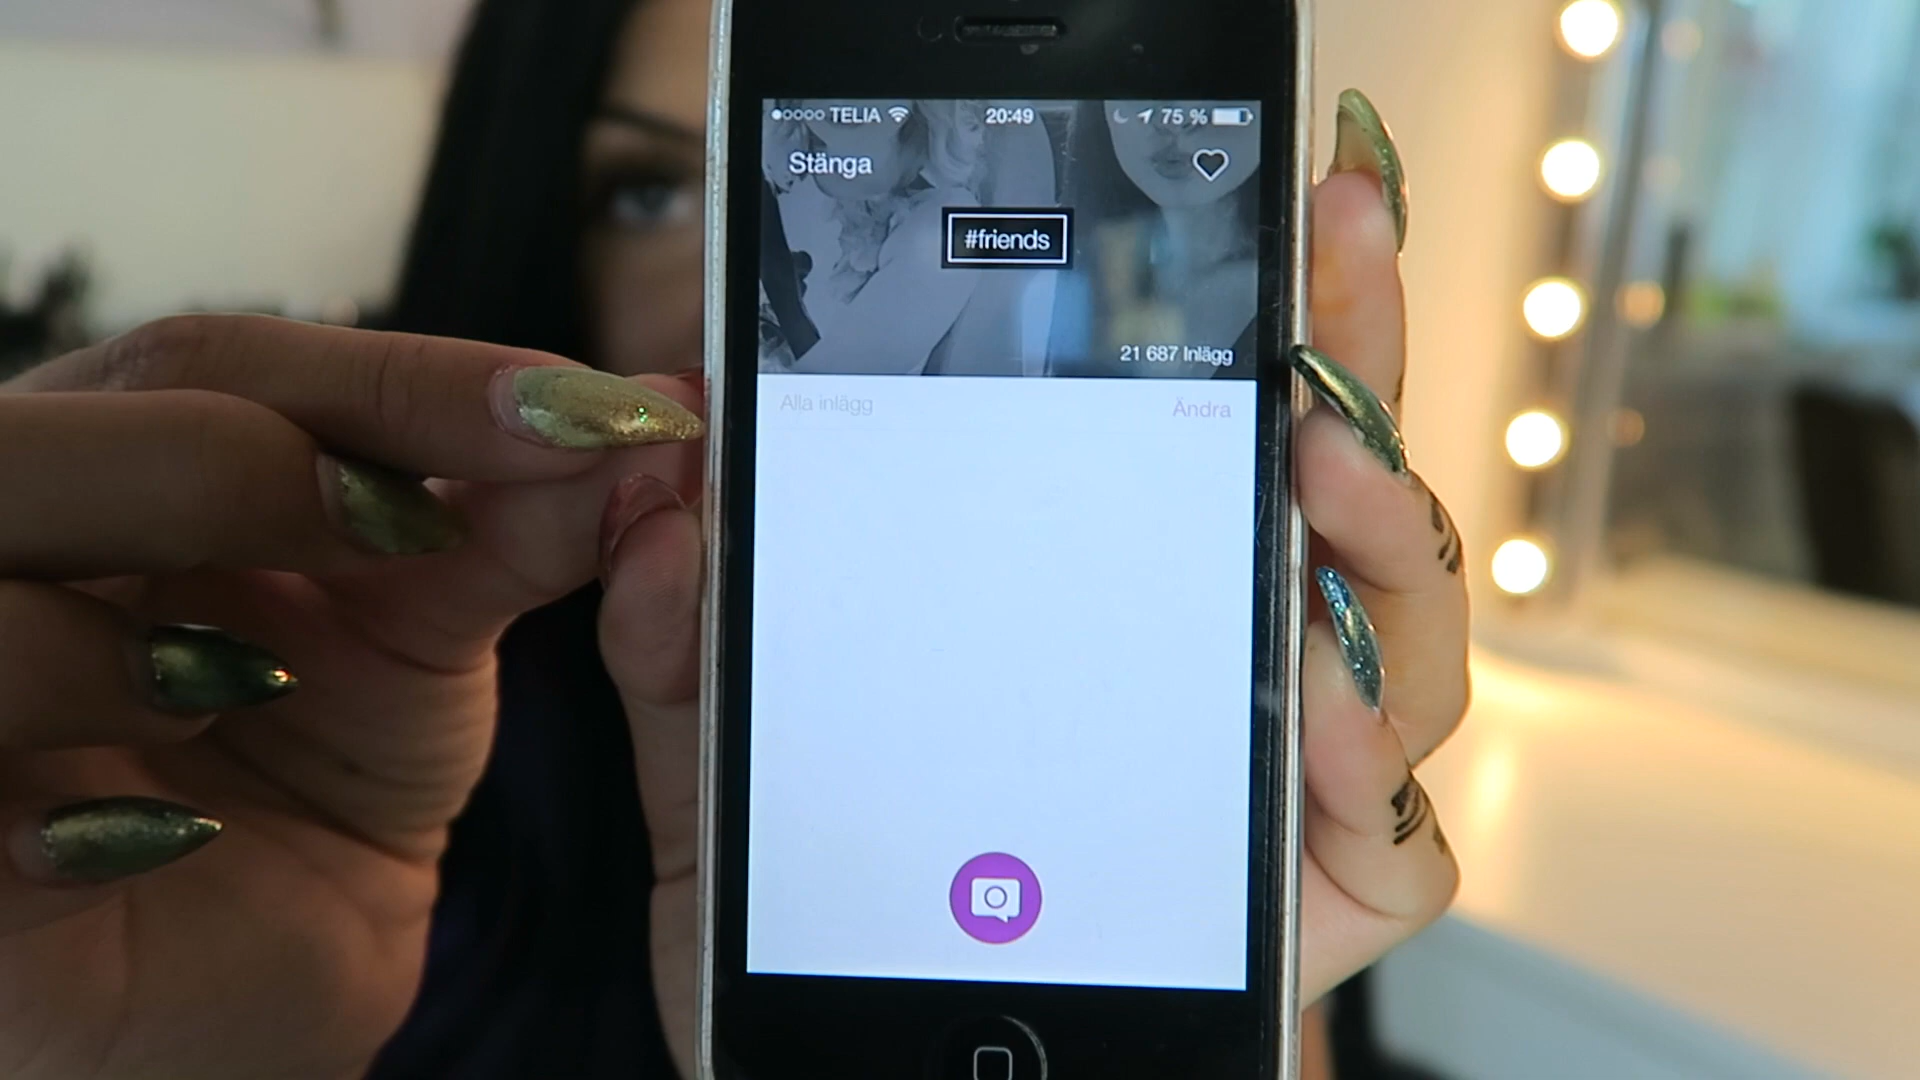 TELIA 20:49 75 %
Stänga
#friends
21 687 Inlägg
Alla inlägg Ändra